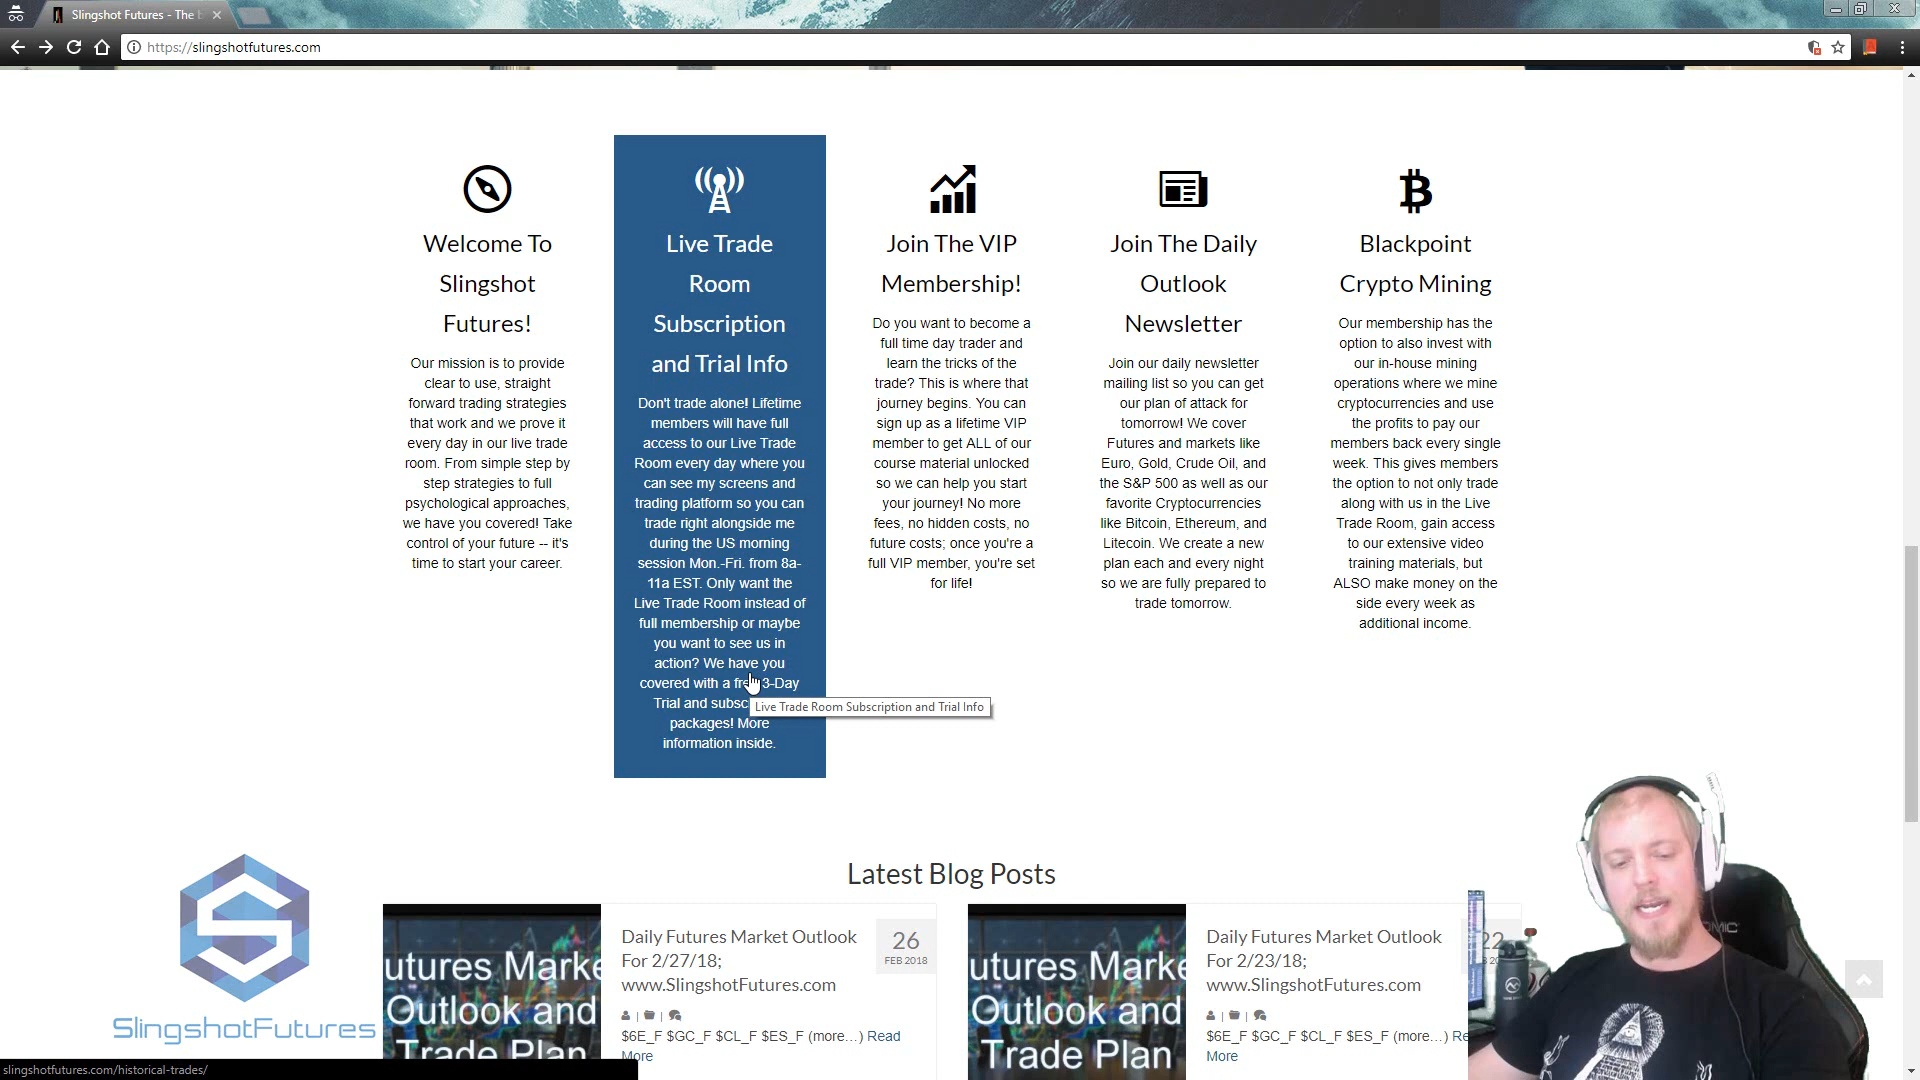 Slingshot Futures - The b
https://slingshotfutures.com
Welcome To
Slingshot
Futures!
Our mission is to provide
clear to use, straight
forward trading strategies
that work and we prove it
every day in our live trade
room. From simple step by
step strategies to full
psychological approaches,
we have you covered! Take
control of your future -- it's
time to start your career.
Live Trade
Room
Subscription
and Trial Info
Don't trade alone! Lifetime
members will have full
access to our Live Trade
Room every day where you
can see my screens and
trading platform so you can
trade right alongside me
during the US morning
session Mon.-Fri. from 8a-
11a EST. Only want the
Live Trade Room instead of
full membership or maybe
you want to see us in
action? We have you
covered with a fre 3-Day
Trial and subsc
packages! More
information inside.
Live Trade Room Subscription and Trial Info
Join The VIP
Membership!
Do you want to become a
full time day trader and
learn the tricks of the
trade? This is where that
journey begins. You can
sign up as a lifetime VIP
member to get ALL of our
course material unlocked
so we can help you start
your journey! No more
fees, no hidden costs, no
future costs; once you're a
full VIP member, you're set
for life!
Join The Daily
Outlook
Newsletter
Join our daily newsletter
mailing list so you can get
our plan of attack for
tomorrow! We cover
Futures and markets like
Euro, Gold, Crude Oil, and
the S&P 500 as well as our
favorite Cryptocurrencies
like Bitcoin, Ethereum, and
Litecoin. We create a new
plan each and every night
so we are fully prepared to
trade tomorrow.
Blackpoint
Crypto Mining
Our membership has the
option to also invest with
our in-house mining
operations where we mine
cryptocurrencies and use
the profits to pay our
members back every single
week. This gives members
the option to not only trade
along with us in the Live
Trade Room, gain access
to our extensive video
training materials, but
ALSO make money on the
side every week as
additional income.
Latest Blog Posts
utures Marke
Outlook and
Trade Plan
Daily Futures Market Outlook
For 2/27/18;
www.SlingshotFutures.com
26
FEB 2018
$6E_F $GC_F $CL_F $ES_F (more…) Read
More
utures Marke
Outlook and
Trade Plan
Daily Futures Market Outlook
For 2/23/18;
www.SlingshotFutures.com
22
$6E_F $GC_F $CL_F $ES_F (more…) Re
More
SlingshotFutures
slingshotfutures.com/historical-trades/